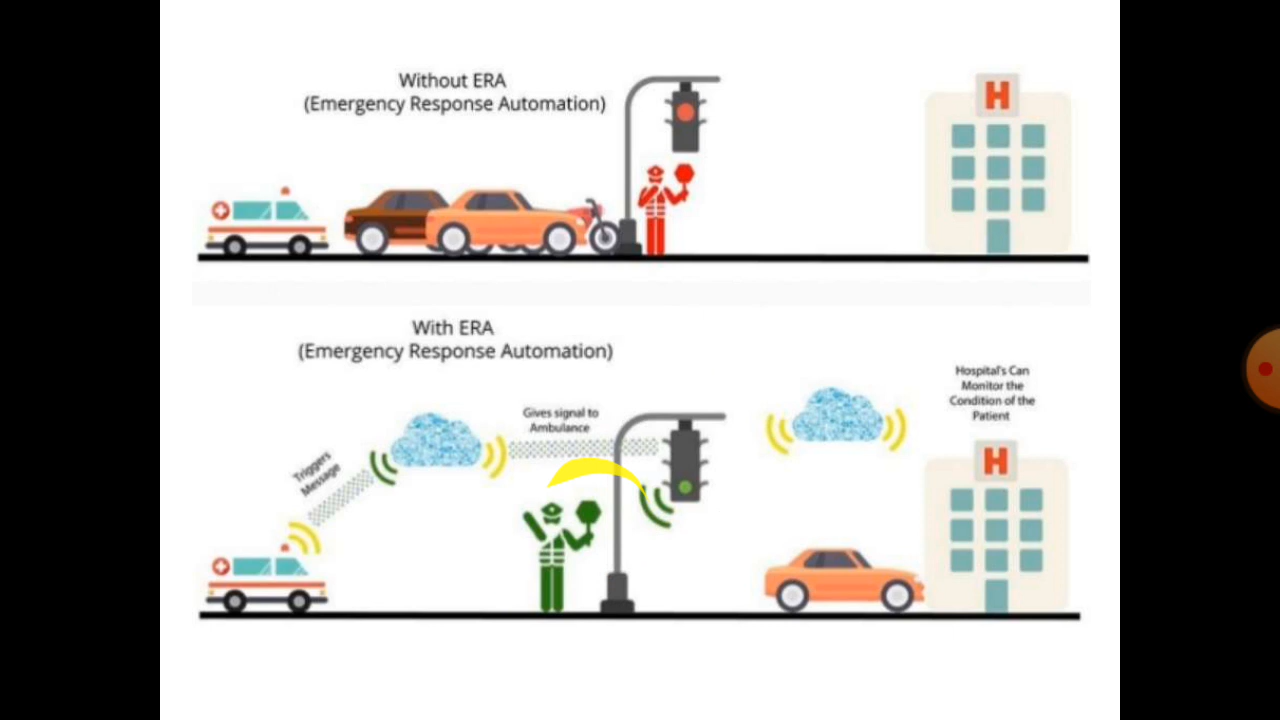 Without ERA
(Emergency Response Automation)
H
With ERA
(Emergency Response Automation)
Hospital's Can
Monitor the
Condition of the
Patient
Gives signal to
Ambulance
Triggers
Message
H